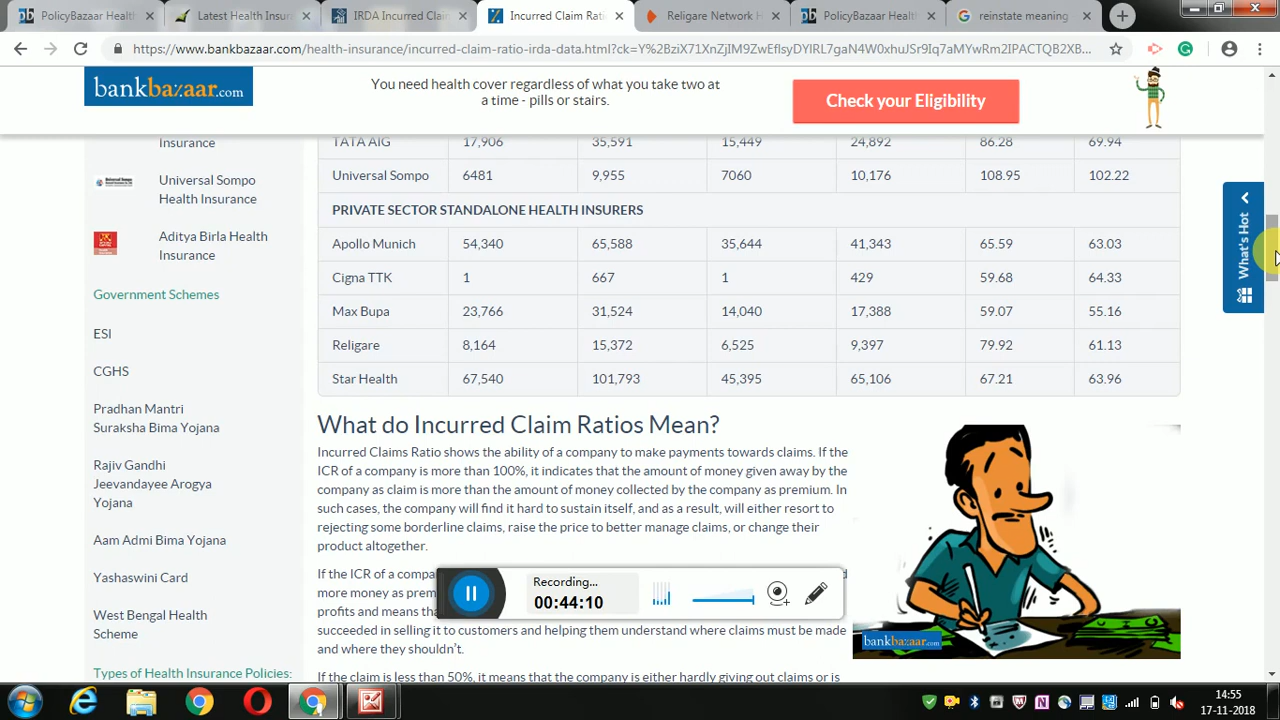 PolicyBazaar Health
Latest Health Insuran
IRDA Incurred Claim
Incurred Claim Ratio
Religare Network H
PolicyBazaar Health
reinstate meaning
https://www.bankbazaar.com/health-insurance/incurred-claim-ratio-irda-data.html?ck=
bankbazaar.com
You need health cover regardless of what you take two at
a time - pills or stairs.
Check your Eligibility
Insurance
Universal Sompo
Health Insurance
Aditya Birla Health
Insurance
Government Schemes
ESI
CGHS
Pradhan Mantri
Suraksha Bima Yojana
Rajiv Gandhi
Jeevandayee Arogya
Yojana
Aam Admi Bima Yojana
Yashaswini Card
West Bengal Health
Scheme
Types of Health Insurance Policies:
TATA AIG 17,906 35,591 15,449 24,892 86.28 69.94
Universal Sompo 6481 9,955 7060 10,176 108.95 102.22
PRIVATE SECTOR STANDALONE HEALTH INSURERS
Apollo Munich 54,340 65,588 35,644 41,343 65.59 63.03
Cigna TTK 1 667 1 429 59.68 64.33
Max Bupa 23,766 31,524 14,040 17,388 59.07 55.16
Religare 8,164 15,372 6,525 9,397 79.92 61.13
Star Health 67,540 101,793 45,395 65,106 67.21 63.96
What do Incurred Claim Ratios Mean?
Incurred Claims Ratio shows the ability of a company to make payments towards claims. If the
ICR of a company is more than 100%, it indicates that the amount of money given away by the
company as claim is more than the amount of money collected by the company as premium. In
such cases, the company will find it hard to sustain itself, and as a result, will either resort to
rejecting some borderline claims, raise the price to better manage claims, or change their
product altogether.
If the ICR of a compa
more money as prem
profits and means tha
succeeded in selling it to customers and helping them understand where claims must be made
and where they shouldn't.
If the claim is less than 50%, it means that the company is either hardly giving out claims or is
bankbazaar.com
What's Hot
Recording...
00:44:10
14:55
17-11-2018